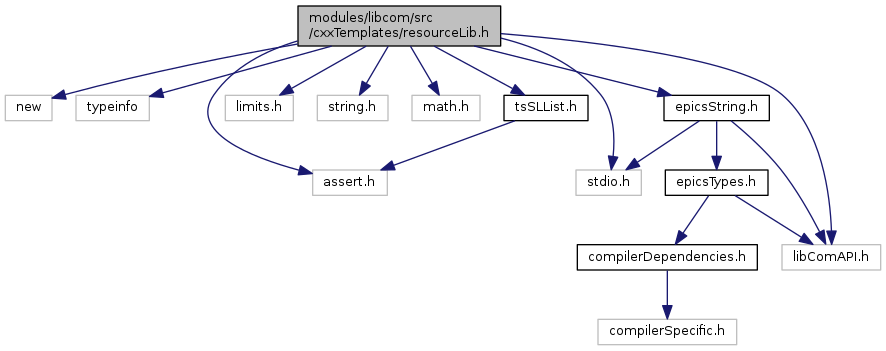 modules/libcom/src
/cxxTemplates/resourceLib.h
new
typeinfo
limits.h
string.h
math.h
tsSLList.h
epicsString.h
assert.h
stdio.h
epicsTypes.h
compilerDependencies.h
libComAPI.h
compilerSpecific.h